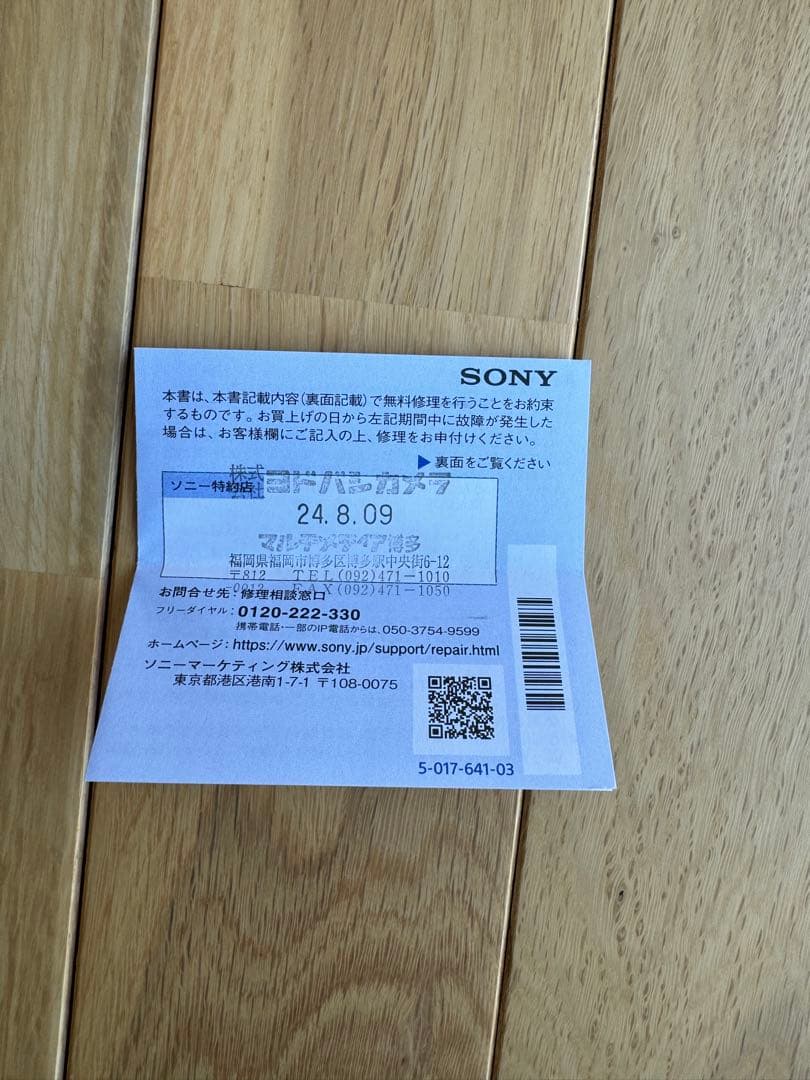 SONY
本書は、本書記載内容(裏面記載)で無料修理を行うことをお約束
するものです。お買上げの日から左記期間中に故障が発生した
場合は、お客様欄にご記入の上、修理をお申付けください。
▶ 裏面をご覧ください
ソニー特約店
株式会社 ヨドバシカメラ
24.8.09
マルチメディア博多
福岡県福岡市博多区博多駅中央街6-12
〒812 TEL(092)471-1010
0012 FAX(092)471-1050
お問合せ先:修理相談窓口
フリーダイヤル:0120-222-330
携帯電話・一部のIP電話からは、050-3754-9599
ホームページ:https://www.sony.jp/support/repair.html
ソニーマーケティング株式会社
東京都港区港南1-7-1 〒108-0075
5-017-641-03